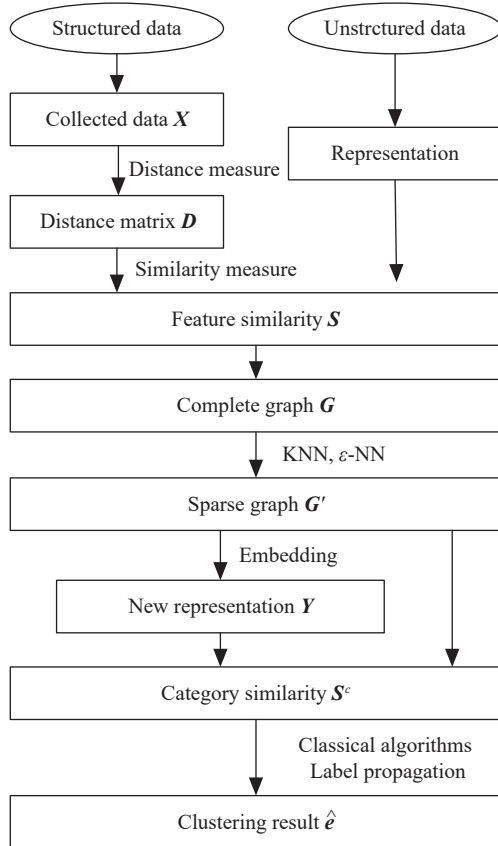 Structured data
Unstrctured data
Collected data X
Representation
Distance measure
Distance matrix D
Similarity measure
Feature similarity S
Complete graph G
KNN, ε-NN
Sparse graph G′
Embedding
New representation Y
Category similarity Sᶜ
Classical algorithms
Label propagation
Clustering result ê